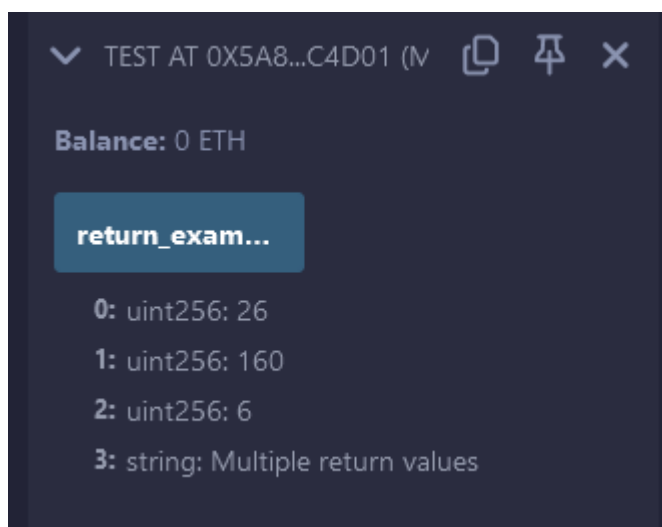 TEST AT 0X5A8...C4D01 (M
Balance: 0 ETH
return_exam...
0: uint256: 26
1: uint256: 160
2: uint256: 6
3: string: Multiple return values